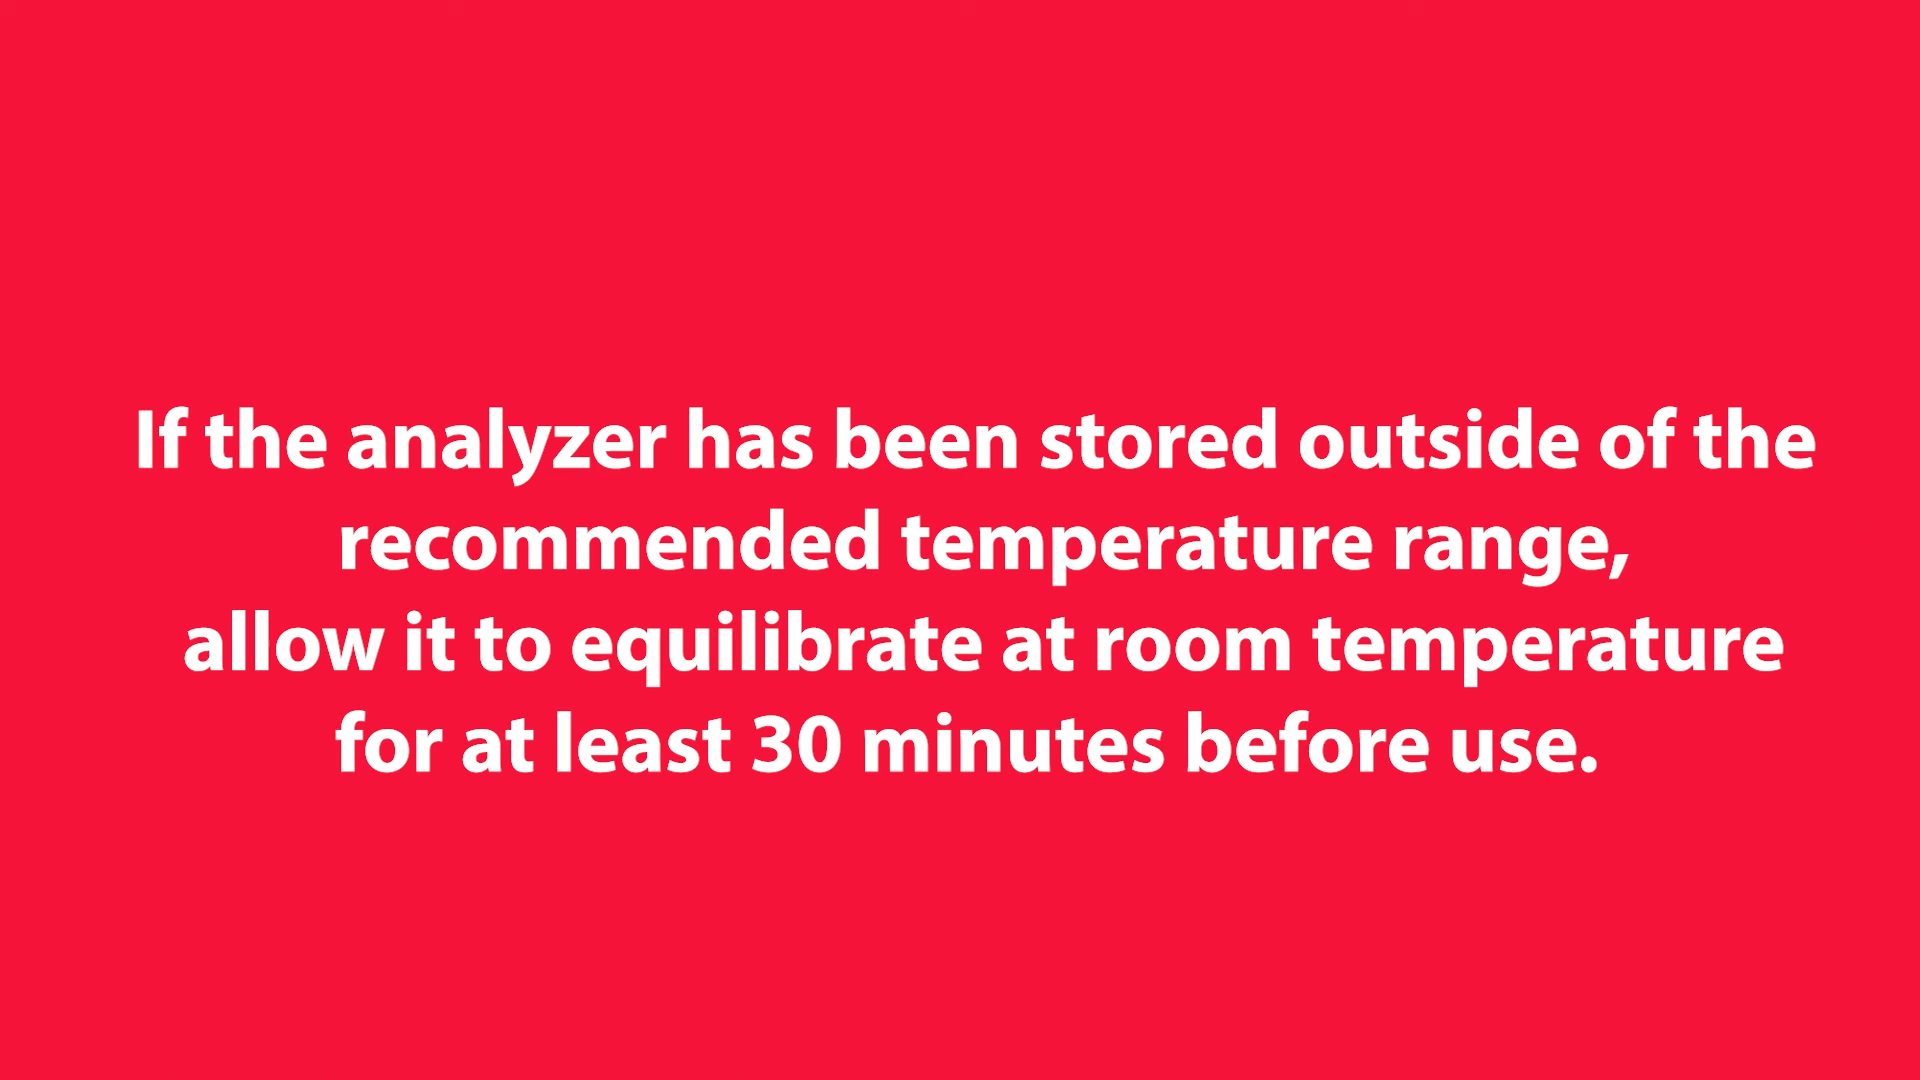 If the analyzer has been stored outside of the
recommended temperature range,
allow it to equilibrate at room temperature
for at least 30 minutes before use.